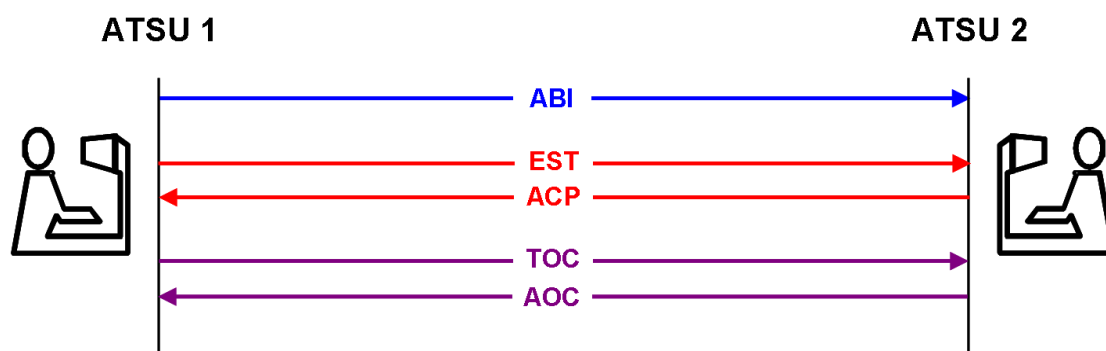 ATSU 1
ATSU 2
ABI
EST
ACP
TOC
AOC